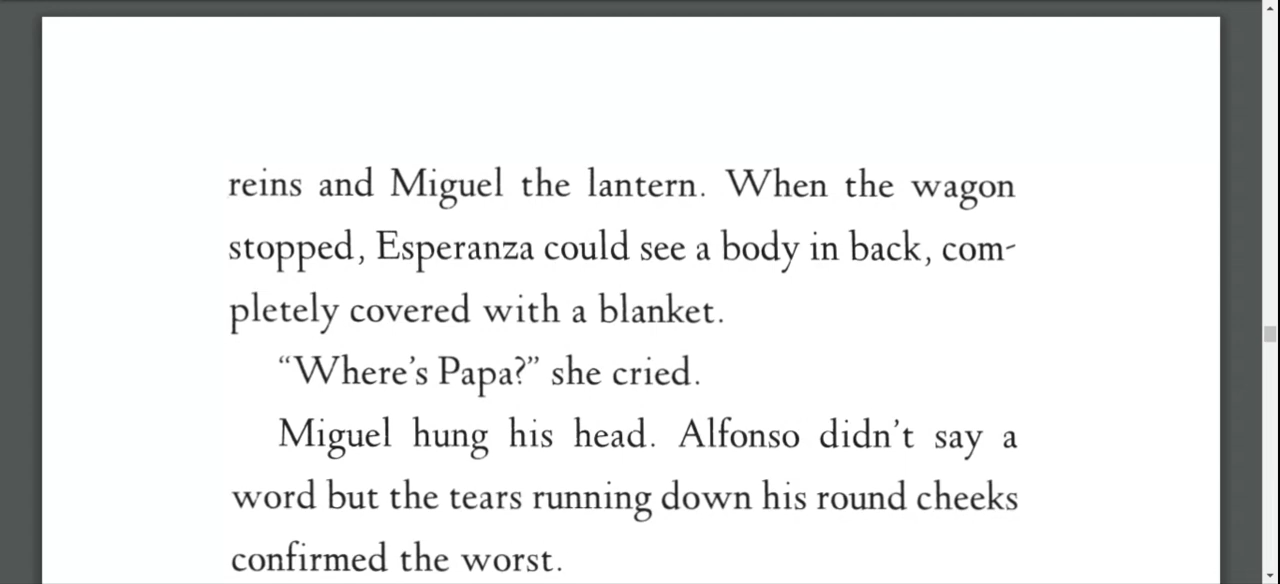 reins and Miguel the lantern. When the wagon
stopped, Esperanza could see a body in back, com-
pletely covered with a blanket.
“Where’s Papa?” she cried.
Miguel hung his head. Alfonso didn’t say a
word but the tears running down his round cheeks
confirmed the worst.